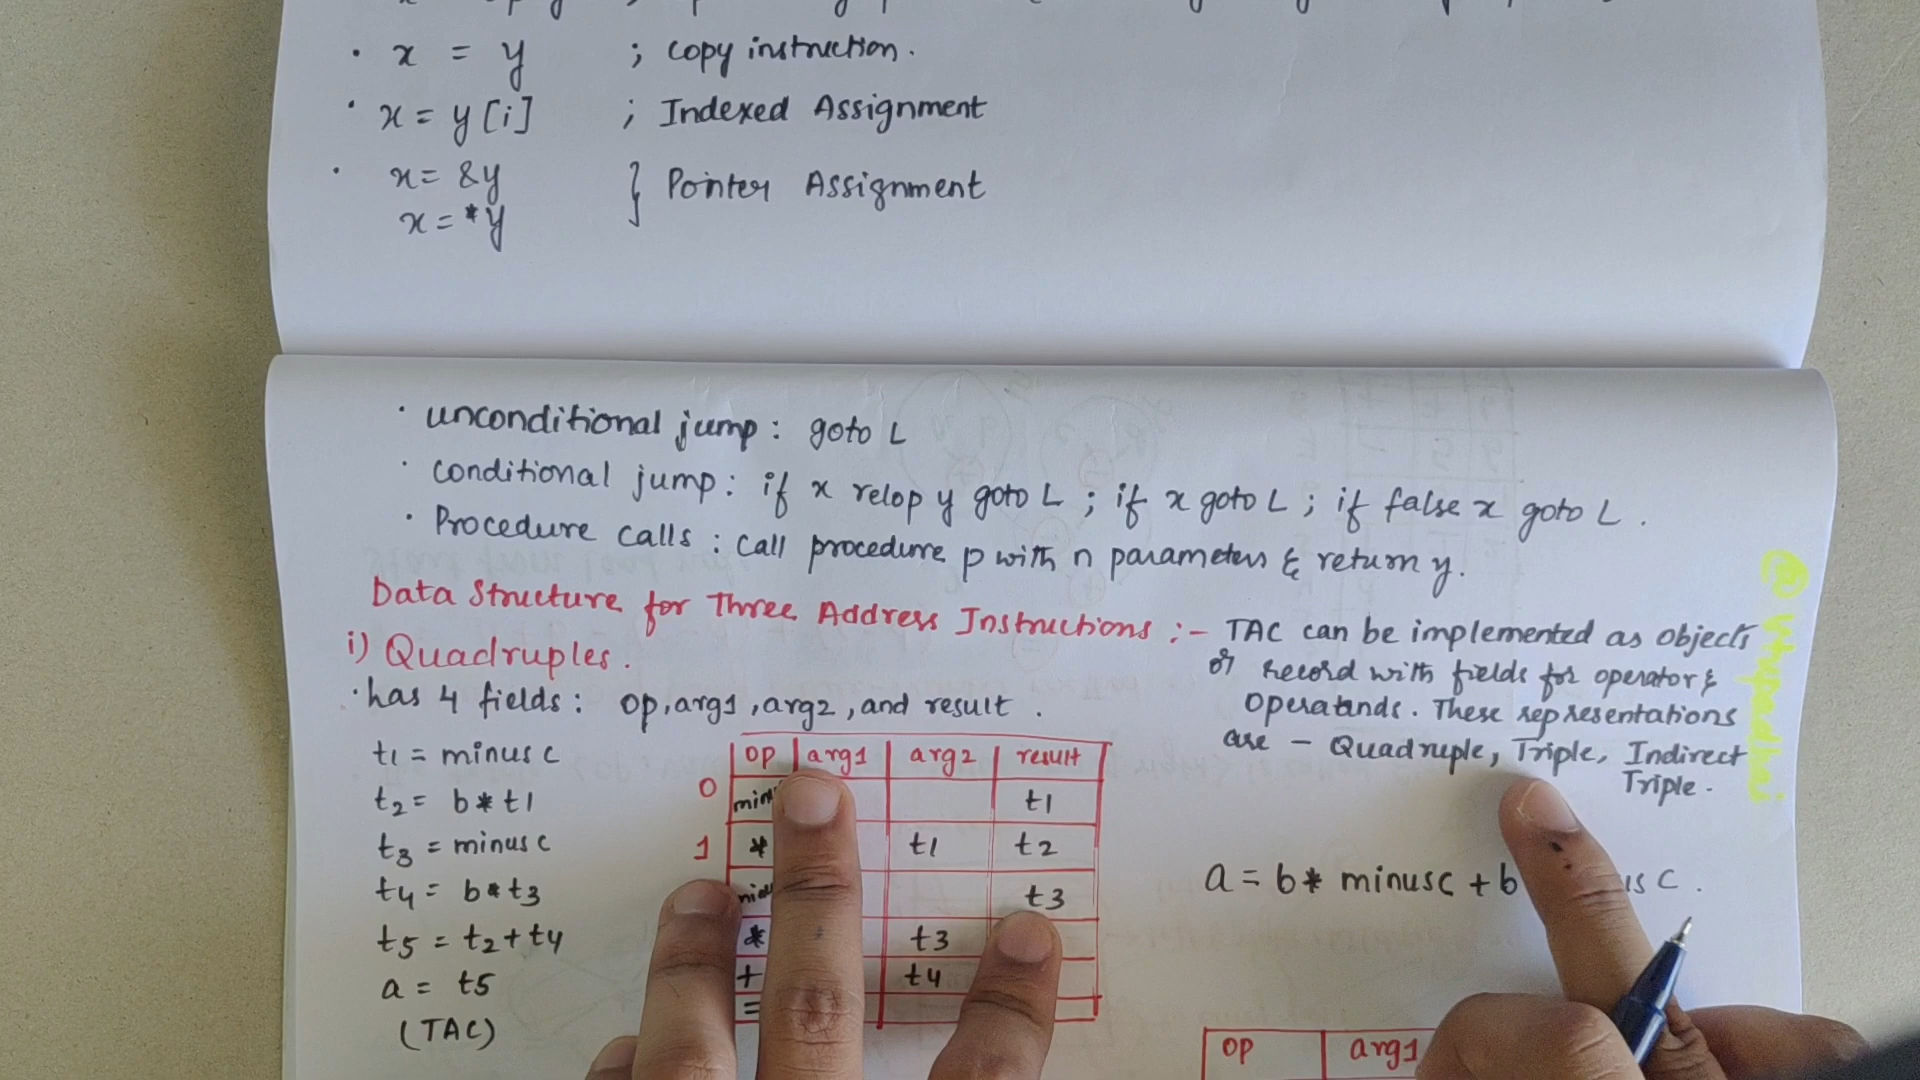 · x = y ; copy instruction.
· x = y[i] ; Indexed Assignment
· x = &y } Pointer Assignment
x = *y
· unconditional jump: goto L
· conditional jump: if x relop y goto L ; if x goto L ; if false x goto L .
· Procedure calls : call procedure p with n parameters & return y.
Data Structure for Three Address Instructions :-
TAC can be implemented as objects
or record with fields for operator &
Operatands. These representations
are - Quadruple, Triple, Indirect
Triple.
i) Quadruples.
· has 4 fields: op, arg1, arg2, and result .
t1 = minus c
t2 = b * t1
t3 = minus c
t4 = b * t3
t5 = t2 + t4
a = t5
(TAC)
op arg1 arg2 result
0 t1
1 * t1 t2
t3
* t3
+ t4
=
a = b * minus c + b c .
op arg1